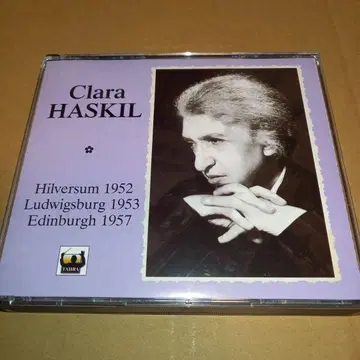 Clara
HASKIL
Hilversum 1952
Ludwigsburg 1953
Edinburgh 1957
TAHRA